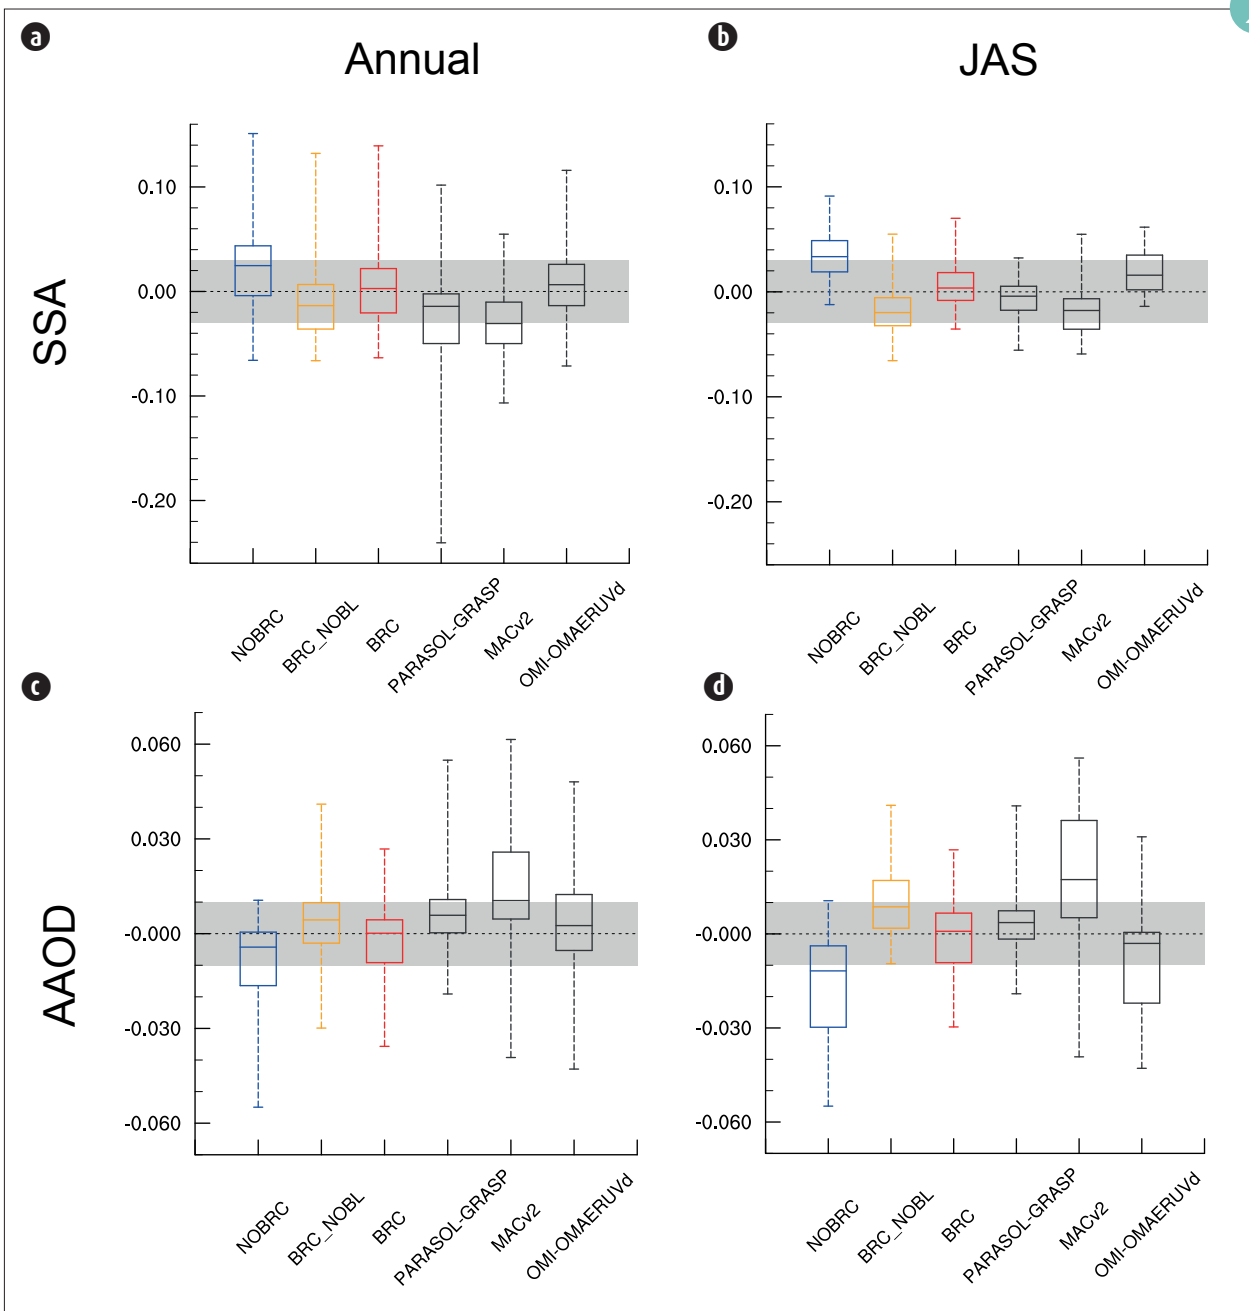 a
Annual
b
JAS
SSA
0.10
0.00
-0.10
-0.20
NOBRC
BRC_NOBL
BRC
PARASOL-GRASP
MACv2
OMI-OMAERUVd
0.10
0.00
-0.10
-0.20
NOBRC
BRC_NOBL
BRC
PARASOL-GRASP
MACv2
OMI-OMAERUVd
c
d
AAOD
0.060
0.030
-0.000
-0.030
-0.060
NOBRC
BRC_NOBL
BRC
PARASOL-GRASP
MACv2
OMI-OMAERUVd
0.060
0.030
-0.000
-0.030
-0.060
NOBRC
BRC_NOBL
BRC
PARASOL-GRASP
MACv2
OMI-OMAERUVd